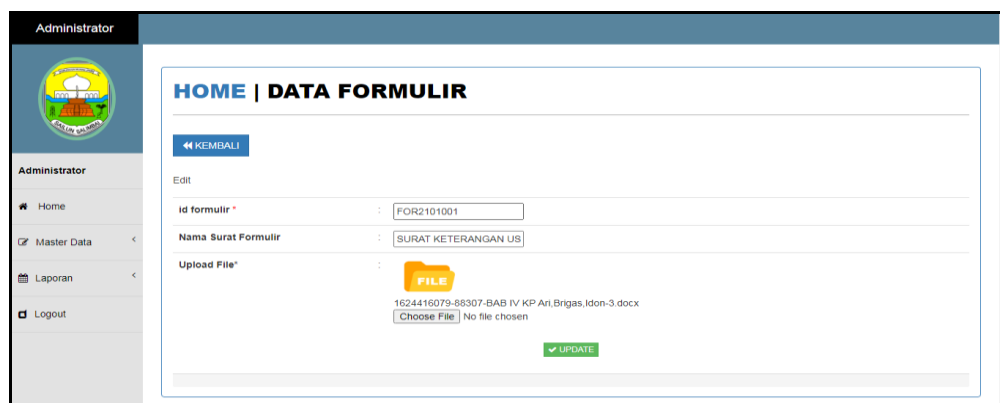 Administrator
SAILUN SALIMBAI
Administrator
Home
Master Data
Laporan
Logout
HOME | DATA FORMULIR
KEMBALI
Edit
id formulir * : FOR2101001
Nama Surat Formulir : SURAT KETERANGAN US
Upload File* :
FILE
1624416079-88307-BAB IV KP Ari,Brigas,Idon-3.docx
Choose File No file chosen
UPDATE